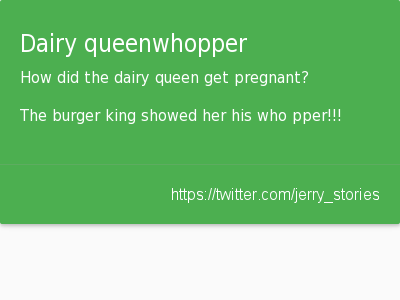 Dairy queenwhopper
How did the dairy queen get pregnant?
The burger king showed her his who pper!!!
https://twitter.com/jerry_stories